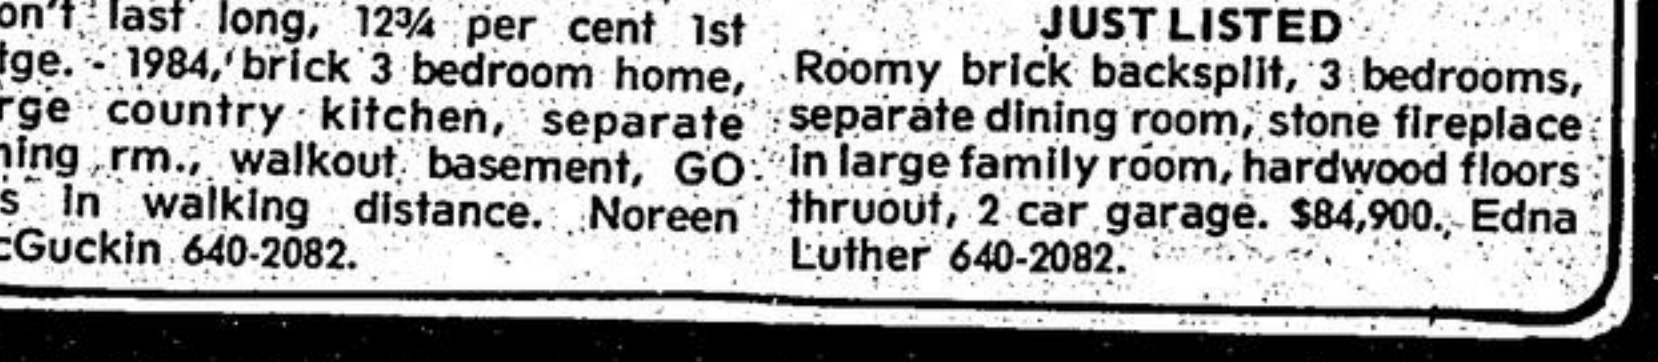 on't last long, 12¾ per cent 1st
tge. - 1984, brick 3 bedroom home,
rge country kitchen, separate
ning rm., walkout basement, GO
s in walking distance. Noreen
cGuckin 640-2082.
JUST LISTED
Roomy brick backsplit, 3 bedrooms,
separate dining room, stone fireplace
in large family room, hardwood floors
thruout, 2 car garage. $84,900. Edna
Luther 640-2082.